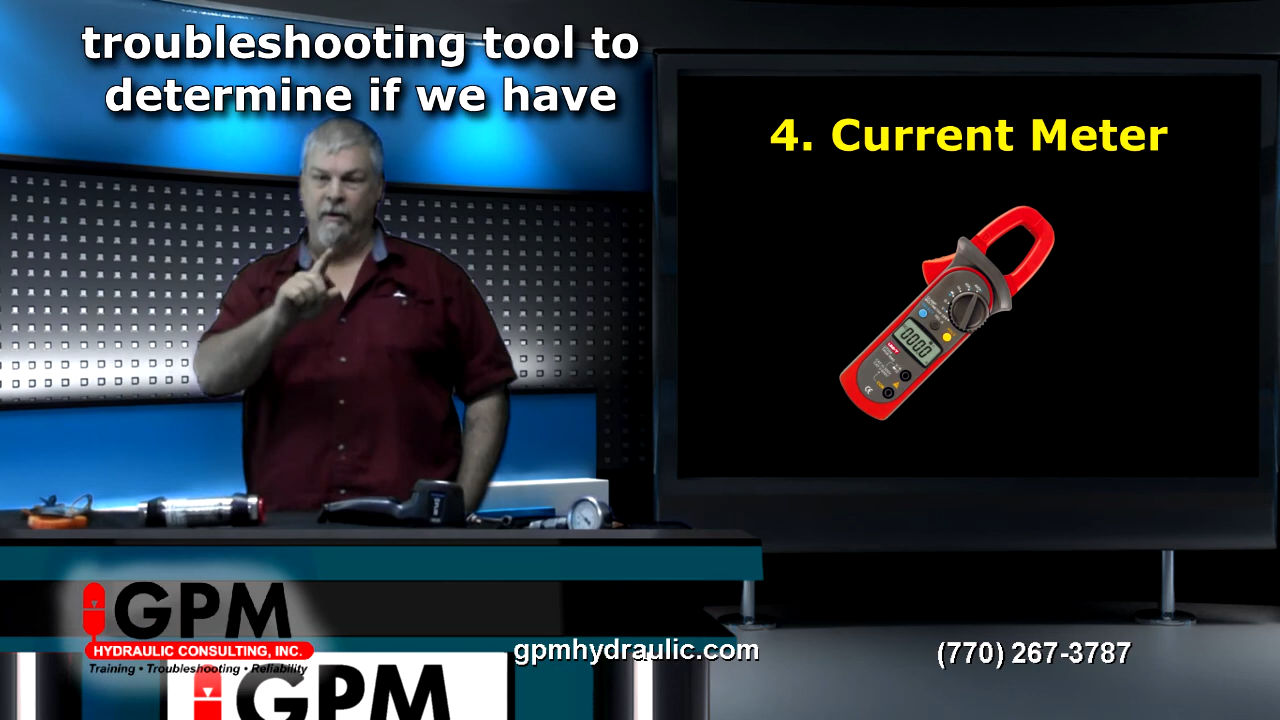 troubleshooting tool to
determine if we have
4. Current Meter
0000
GPM
HYDRAULIC CONSULTING, INC.
Training • Troubleshooting • Reliability
gpmhydraulic.com
(770) 267-3787
GPM